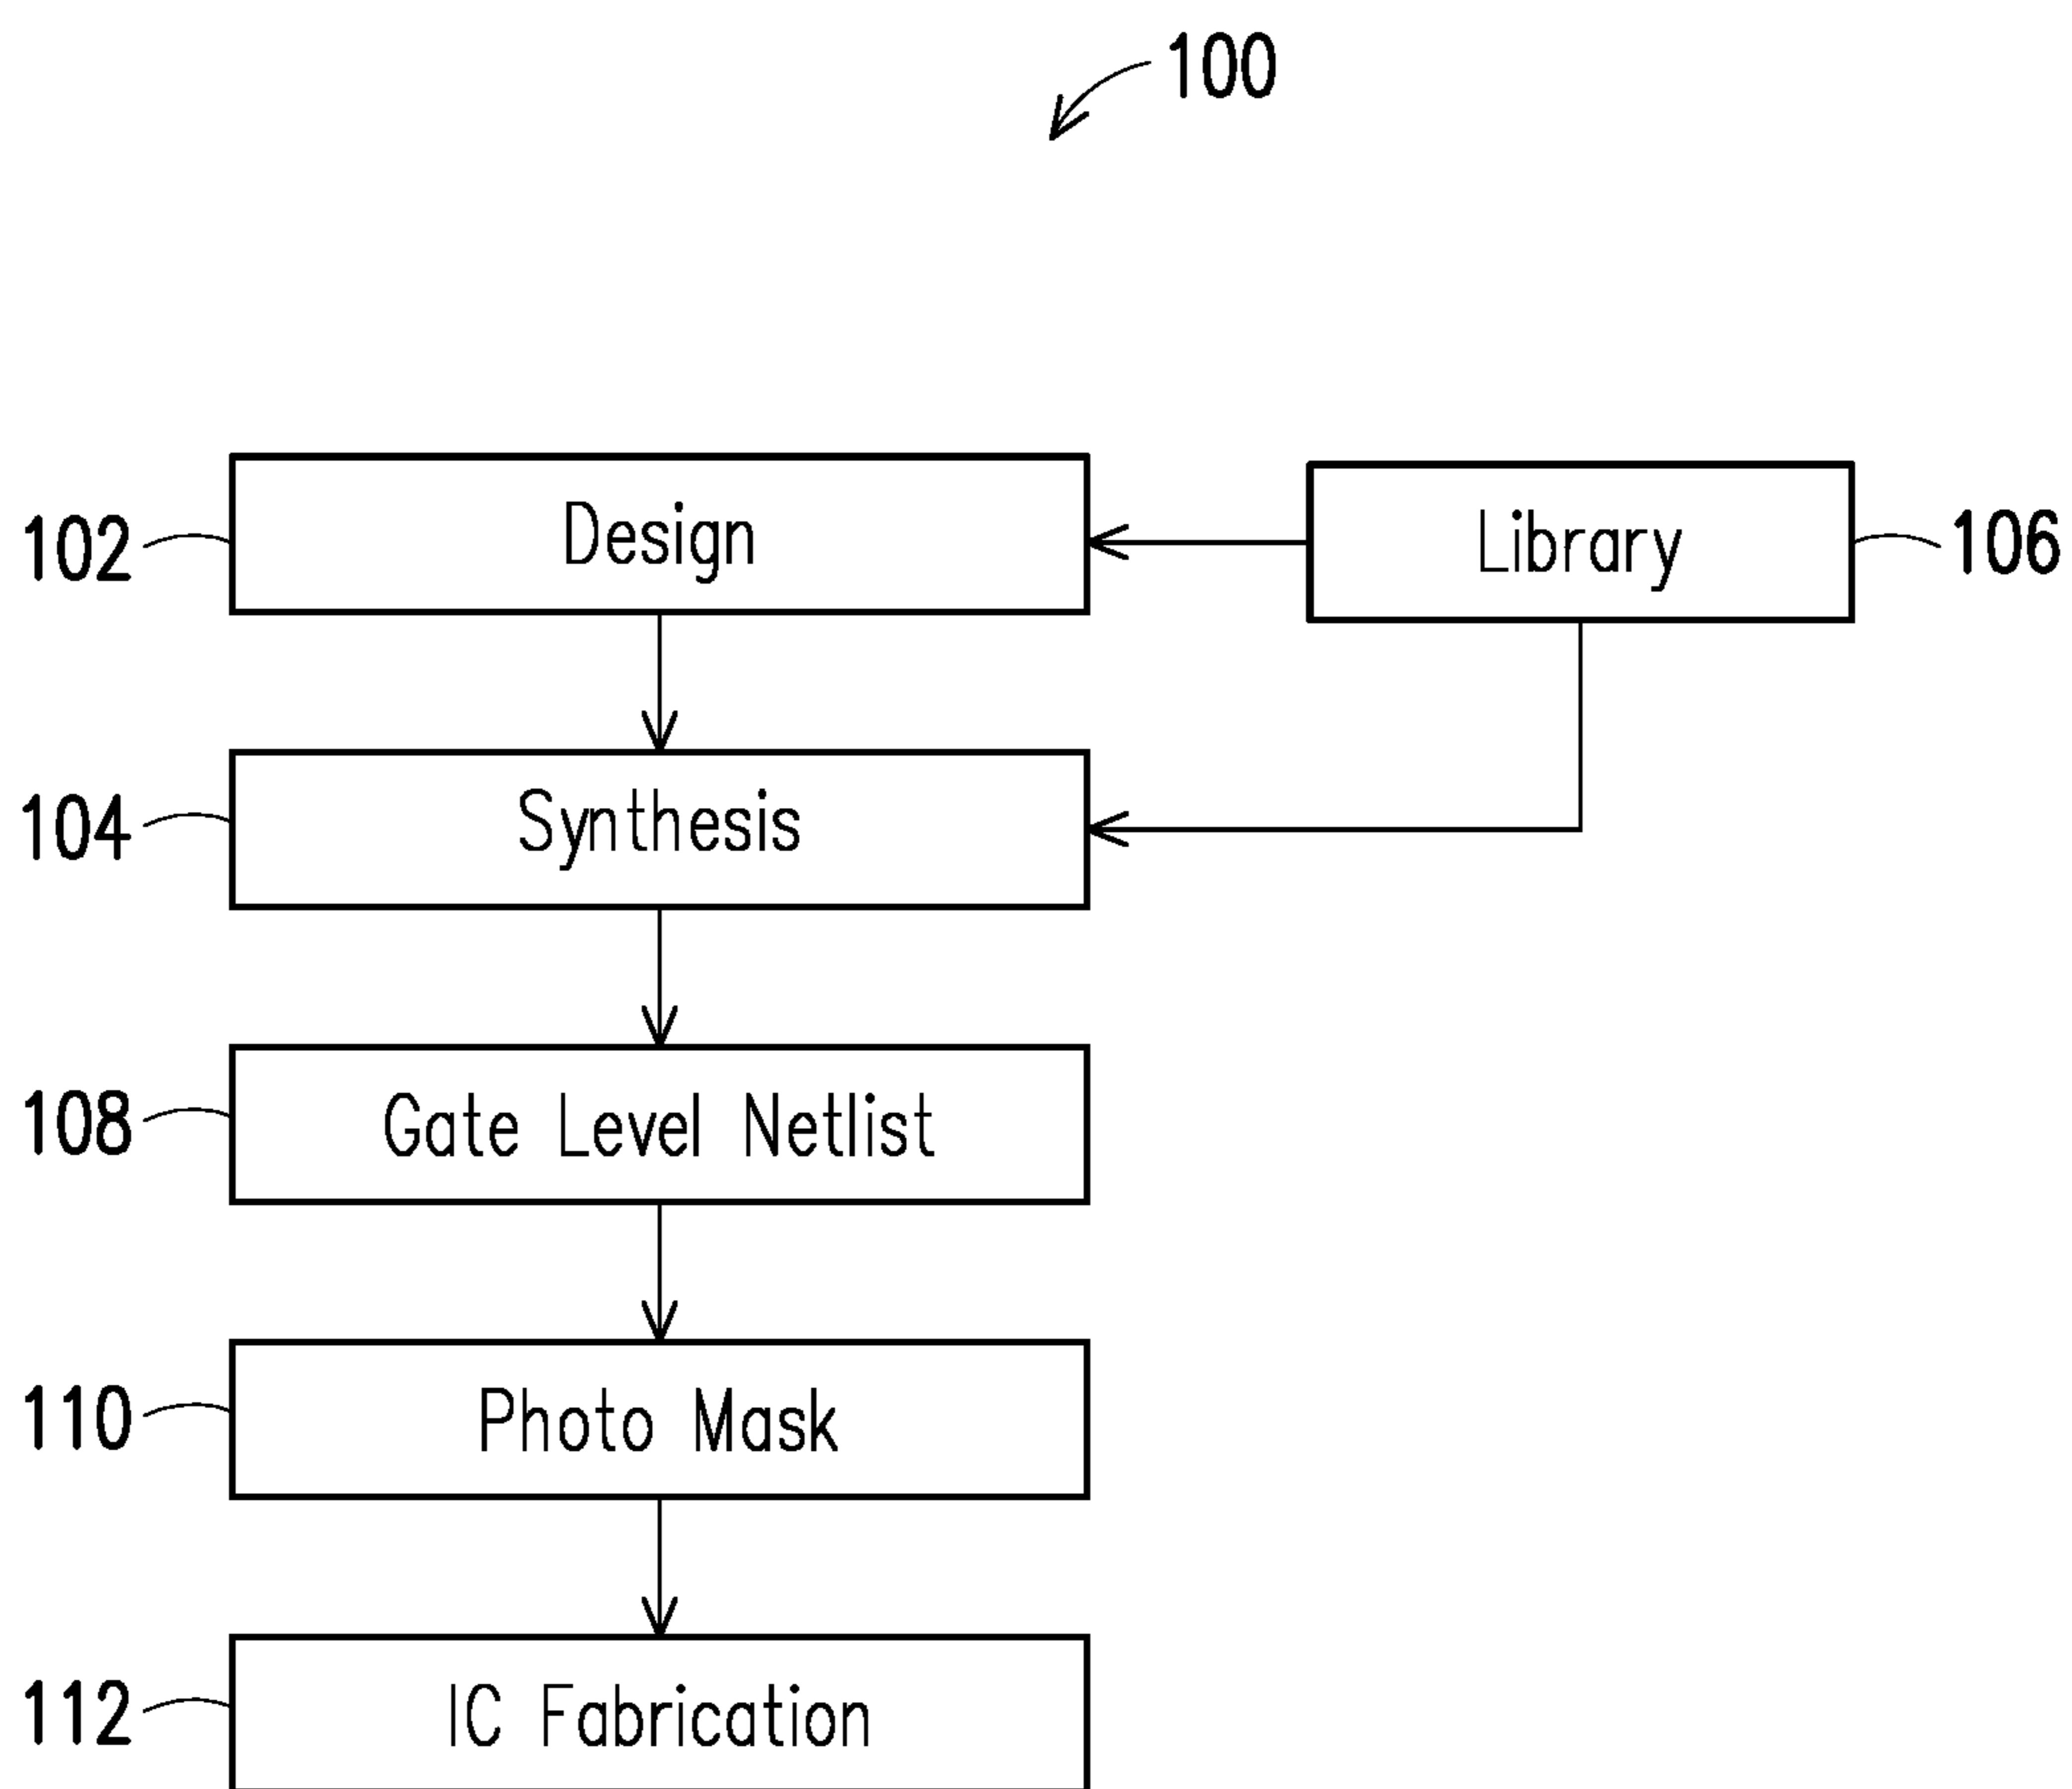 100
102
Design
Library
106
104
Synthesis
108
Gate Level Netlist
110
Photo Mask
112
IC Fabrication